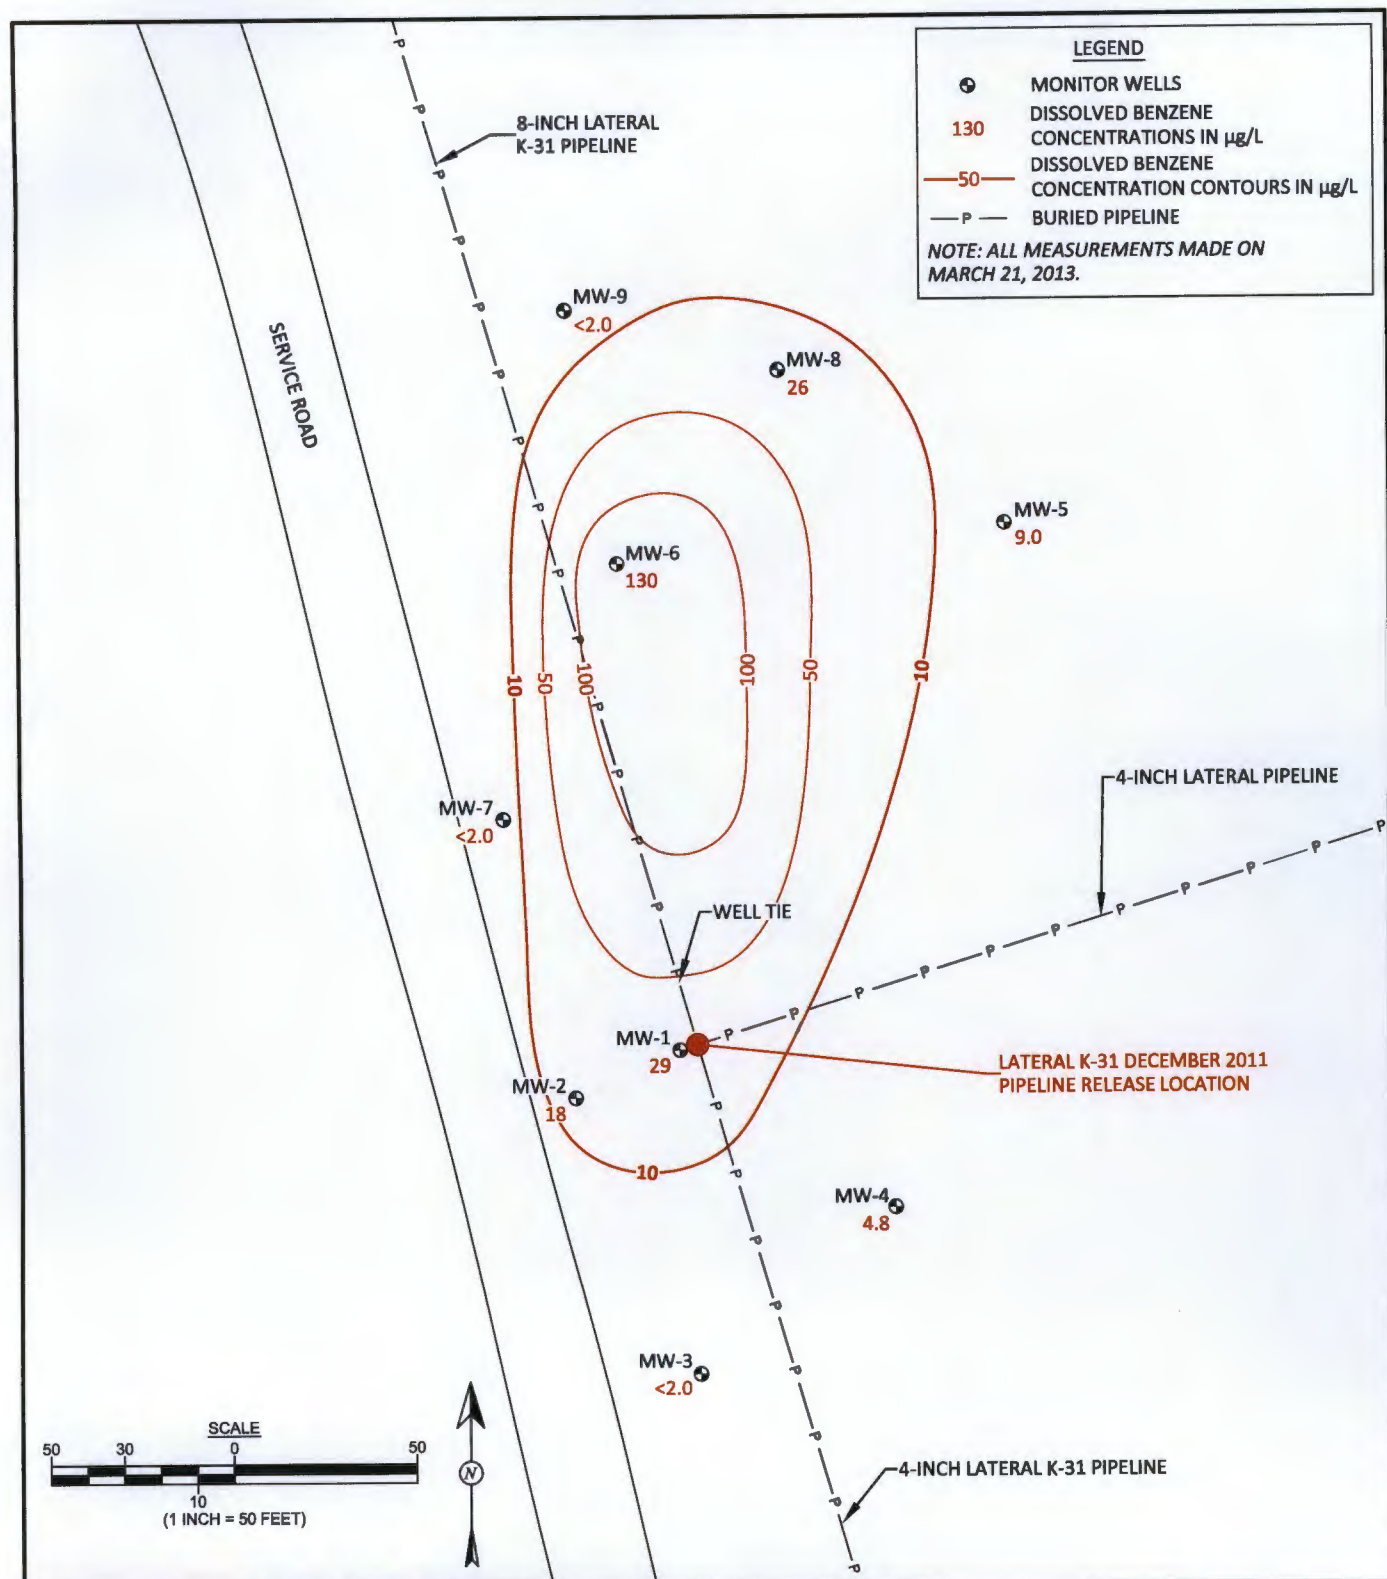 LEGEND
MONITOR WELLS
130 DISSOLVED BENZENE
CONCENTRATIONS IN µg/L
50 DISSOLVED BENZENE
CONCENTRATION CONTOURS IN µg/L
P BURIED PIPELINE
NOTE: ALL MEASUREMENTS MADE ON
MARCH 21, 2013.
8-INCH LATERAL
K-31 PIPELINE
SERVICE ROAD
MW-9
<2.0
MW-8
26
MW-5
9.0
MW-6
130
10
50
100
100
50
10
4-INCH LATERAL PIPELINE
MW-7
<2.0
WELL TIE
MW-1
29
LATERAL K-31 DECEMBER 2011
PIPELINE RELEASE LOCATION
MW-2
18
10
MW-4
4.8
MW-3
<2.0
SCALE
50 30 0 50
10
(1 INCH = 50 FEET)
N
4-INCH LATERAL K-31 PIPELINE
P P P P P P P P P P P P P P P P P P P P P P P
P P P P P P P P P P P